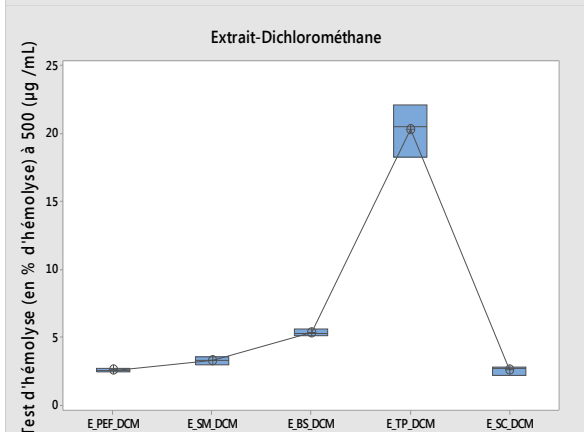 Extrait-Dichlorométhane
Test d'hémolyse (en % d'hémolyse) à 500 (µg /mL)
25
20
15
10
5
0
E_PEF_DCM E_SM_DCM E_BS_DCM E_TP_DCM E_SC_DCM